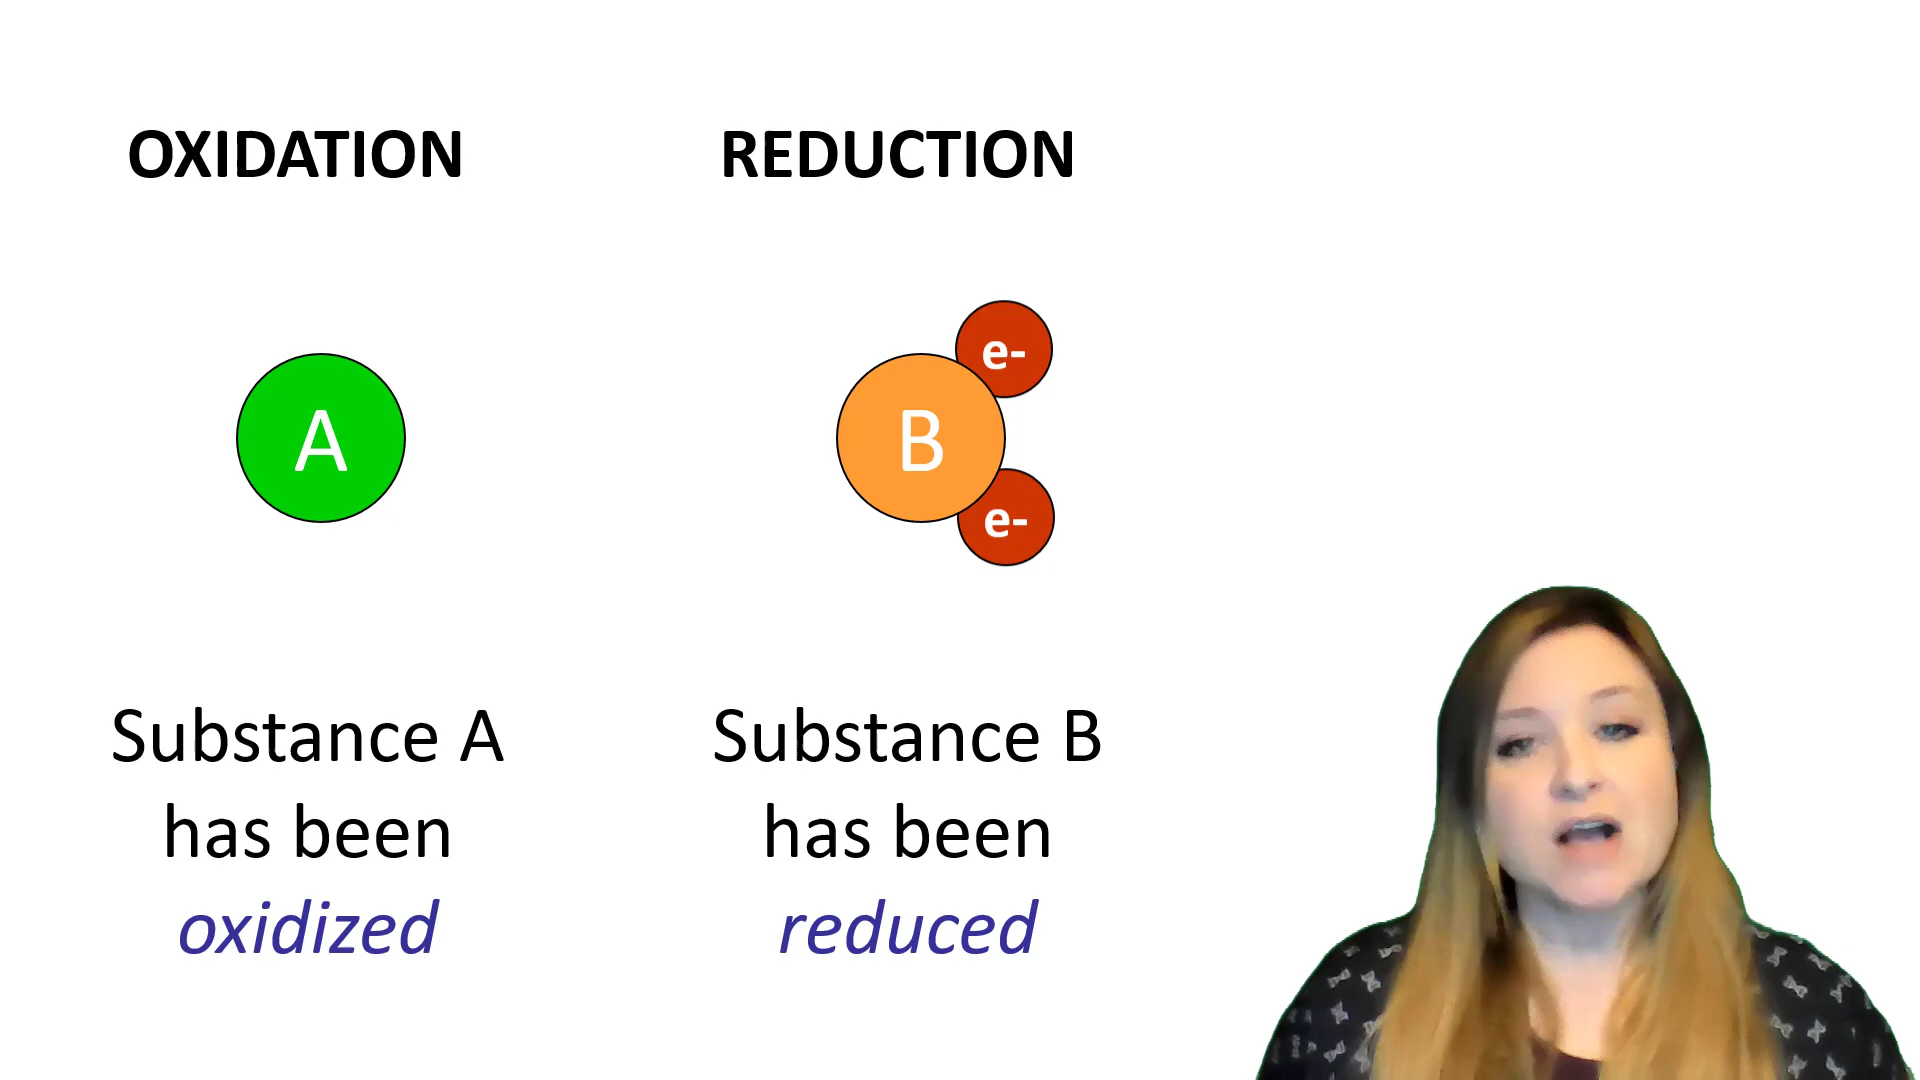 OXIDATION
REDUCTION
A
B
e-
e-
Substance A
has been
oxidized
Substance B
has been
reduced